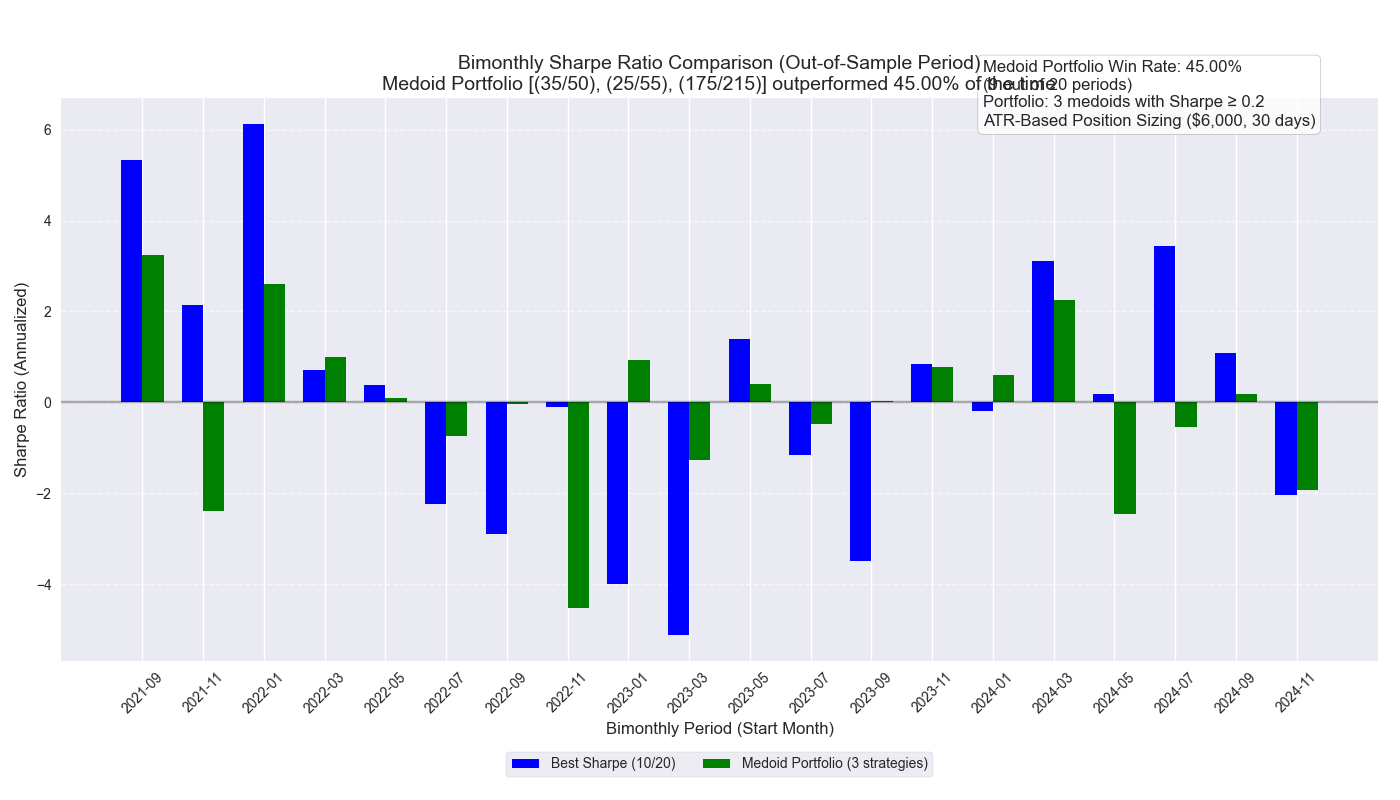 Bimonthly Sharpe Ratio Comparison (Out-of-Sample Period)
Medoid Portfolio [(35/50), (25/55), (175/215)] outperformed 45.00% of the time
Medoid Portfolio Win Rate: 45.00%
(9 out of 20 periods)
Portfolio: 3 medoids with Sharpe ≥ 0.2
ATR-Based Position Sizing ($6,000, 30 days)
Sharpe Ratio (Annualized)
6
4
2
0
−2
−4
2021-09
2021-11
2022-01
2022-03
2022-05
2022-07
2022-09
2022-11
2023-01
2023-03
2023-05
2023-07
2023-09
2023-11
2024-01
2024-03
2024-05
2024-07
2024-09
2024-11
Bimonthly Period (Start Month)
Best Sharpe (10/20)
Medoid Portfolio (3 strategies)